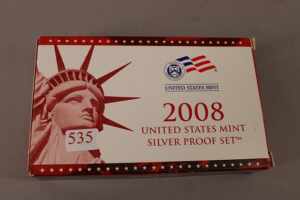 UNITED STATES MINT
2008
UNITED STATES MINT
SILVER PROOF SET™
535